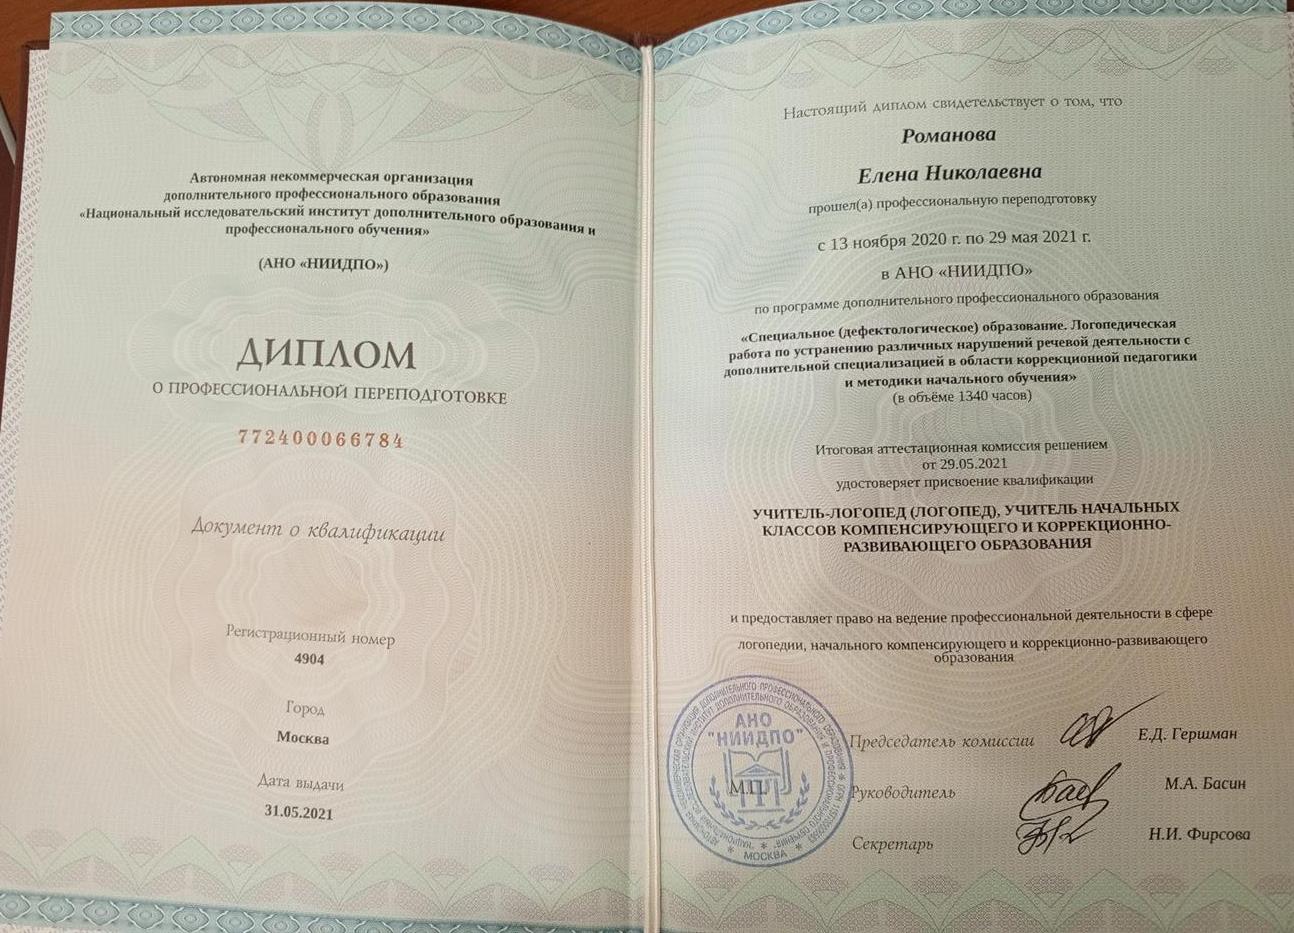 Автономная некоммерческая организация
дополнительного профессионального образования
«Национальный исследовательский институт дополнительного образования и
профессионального обучения»
(АНО «НИИДПО»)
ДИПЛОМ
О ПРОФЕССИОНАЛЬНОЙ ПЕРЕПОДГОТОВКЕ
772400066784
Документ о квалификации
Регистрационный номер
4904
Город
Москва
Дата выдачи
31.05.2021
Настоящий диплом свидетельствует о том, что
Романова
Елена Николаевна
прошел(а) профессиональную переподготовку
с 13 ноября 2020 г. по 29 мая 2021 г.
в АНО «НИИДПО»
по программе дополнительного профессионального образования
«Специальное (дефектологическое) образование. Логопедическая
работа по устранению различных нарушений речевой деятельности с
дополнительной специализацией в области коррекционной педагогики
и методики начального обучения»
(в объёме 1340 часов)
Итоговая аттестационная комиссия решением
от 29.05.2021
удостоверяет присвоение квалификации
УЧИТЕЛЬ-ЛОГОПЕД (ЛОГОПЕД), УЧИТЕЛЬ НАЧАЛЬНЫХ
КЛАССОВ КОМПЕНСИРУЮЩЕГО И КОРРЕКЦИОННО-
РАЗВИВАЮЩЕГО ОБРАЗОВАНИЯ
и предоставляет право на ведение профессиональной деятельности в сфере
логопедии, начального компенсирующего и коррекционно-развивающего
образования
АНО
"НИИДПО"
М.П.
МОСКВА
Председатель комиссии
Е.Д. Гершман
Руководитель
М.А. Басин
Секретарь
Н.И. Фирсова